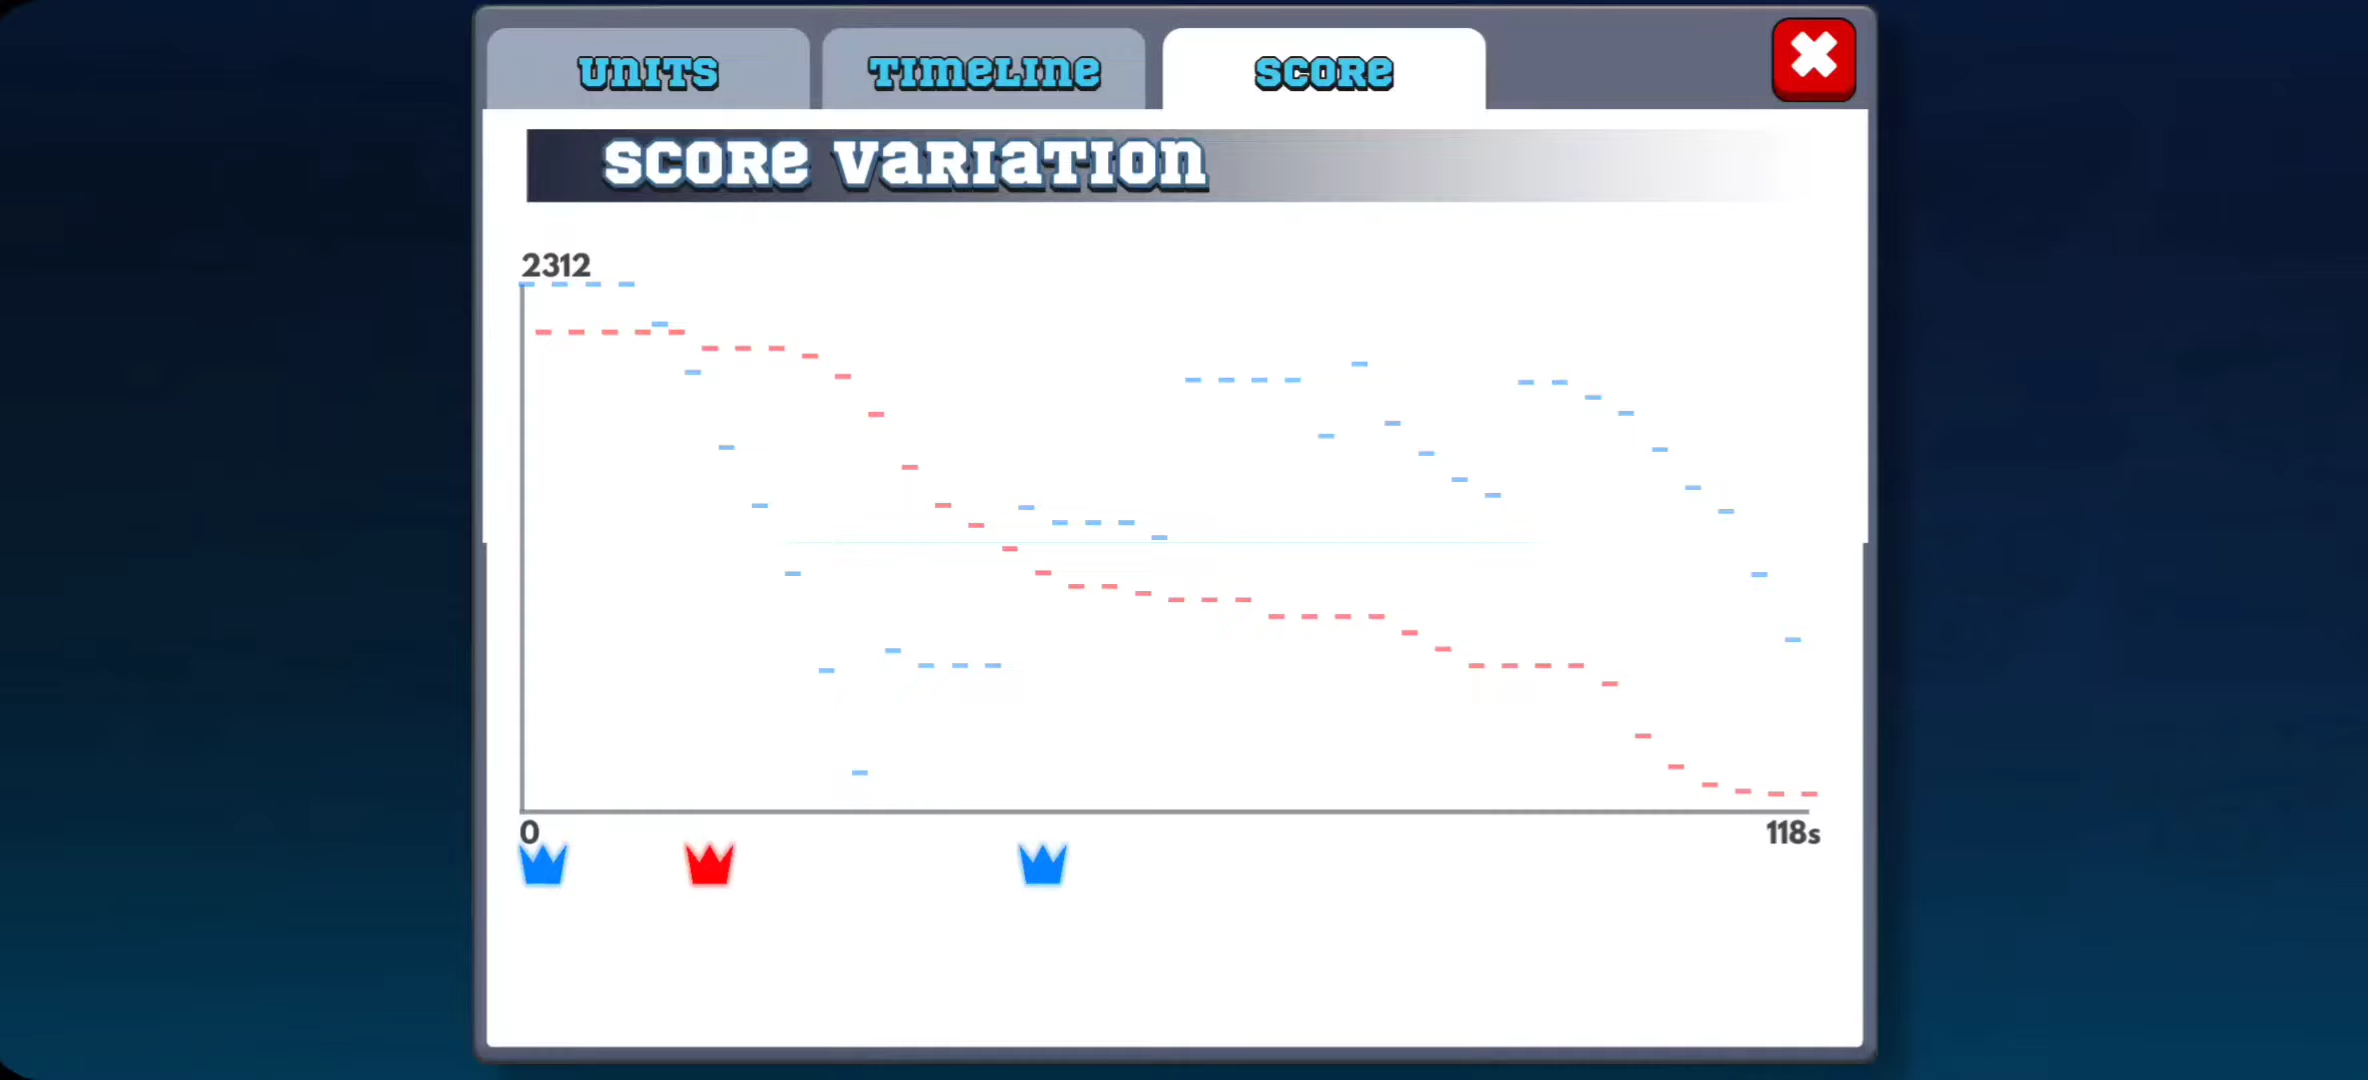 UNITS
TIMELINE
SCORE
SCORE VARIATION
2312
0
118s